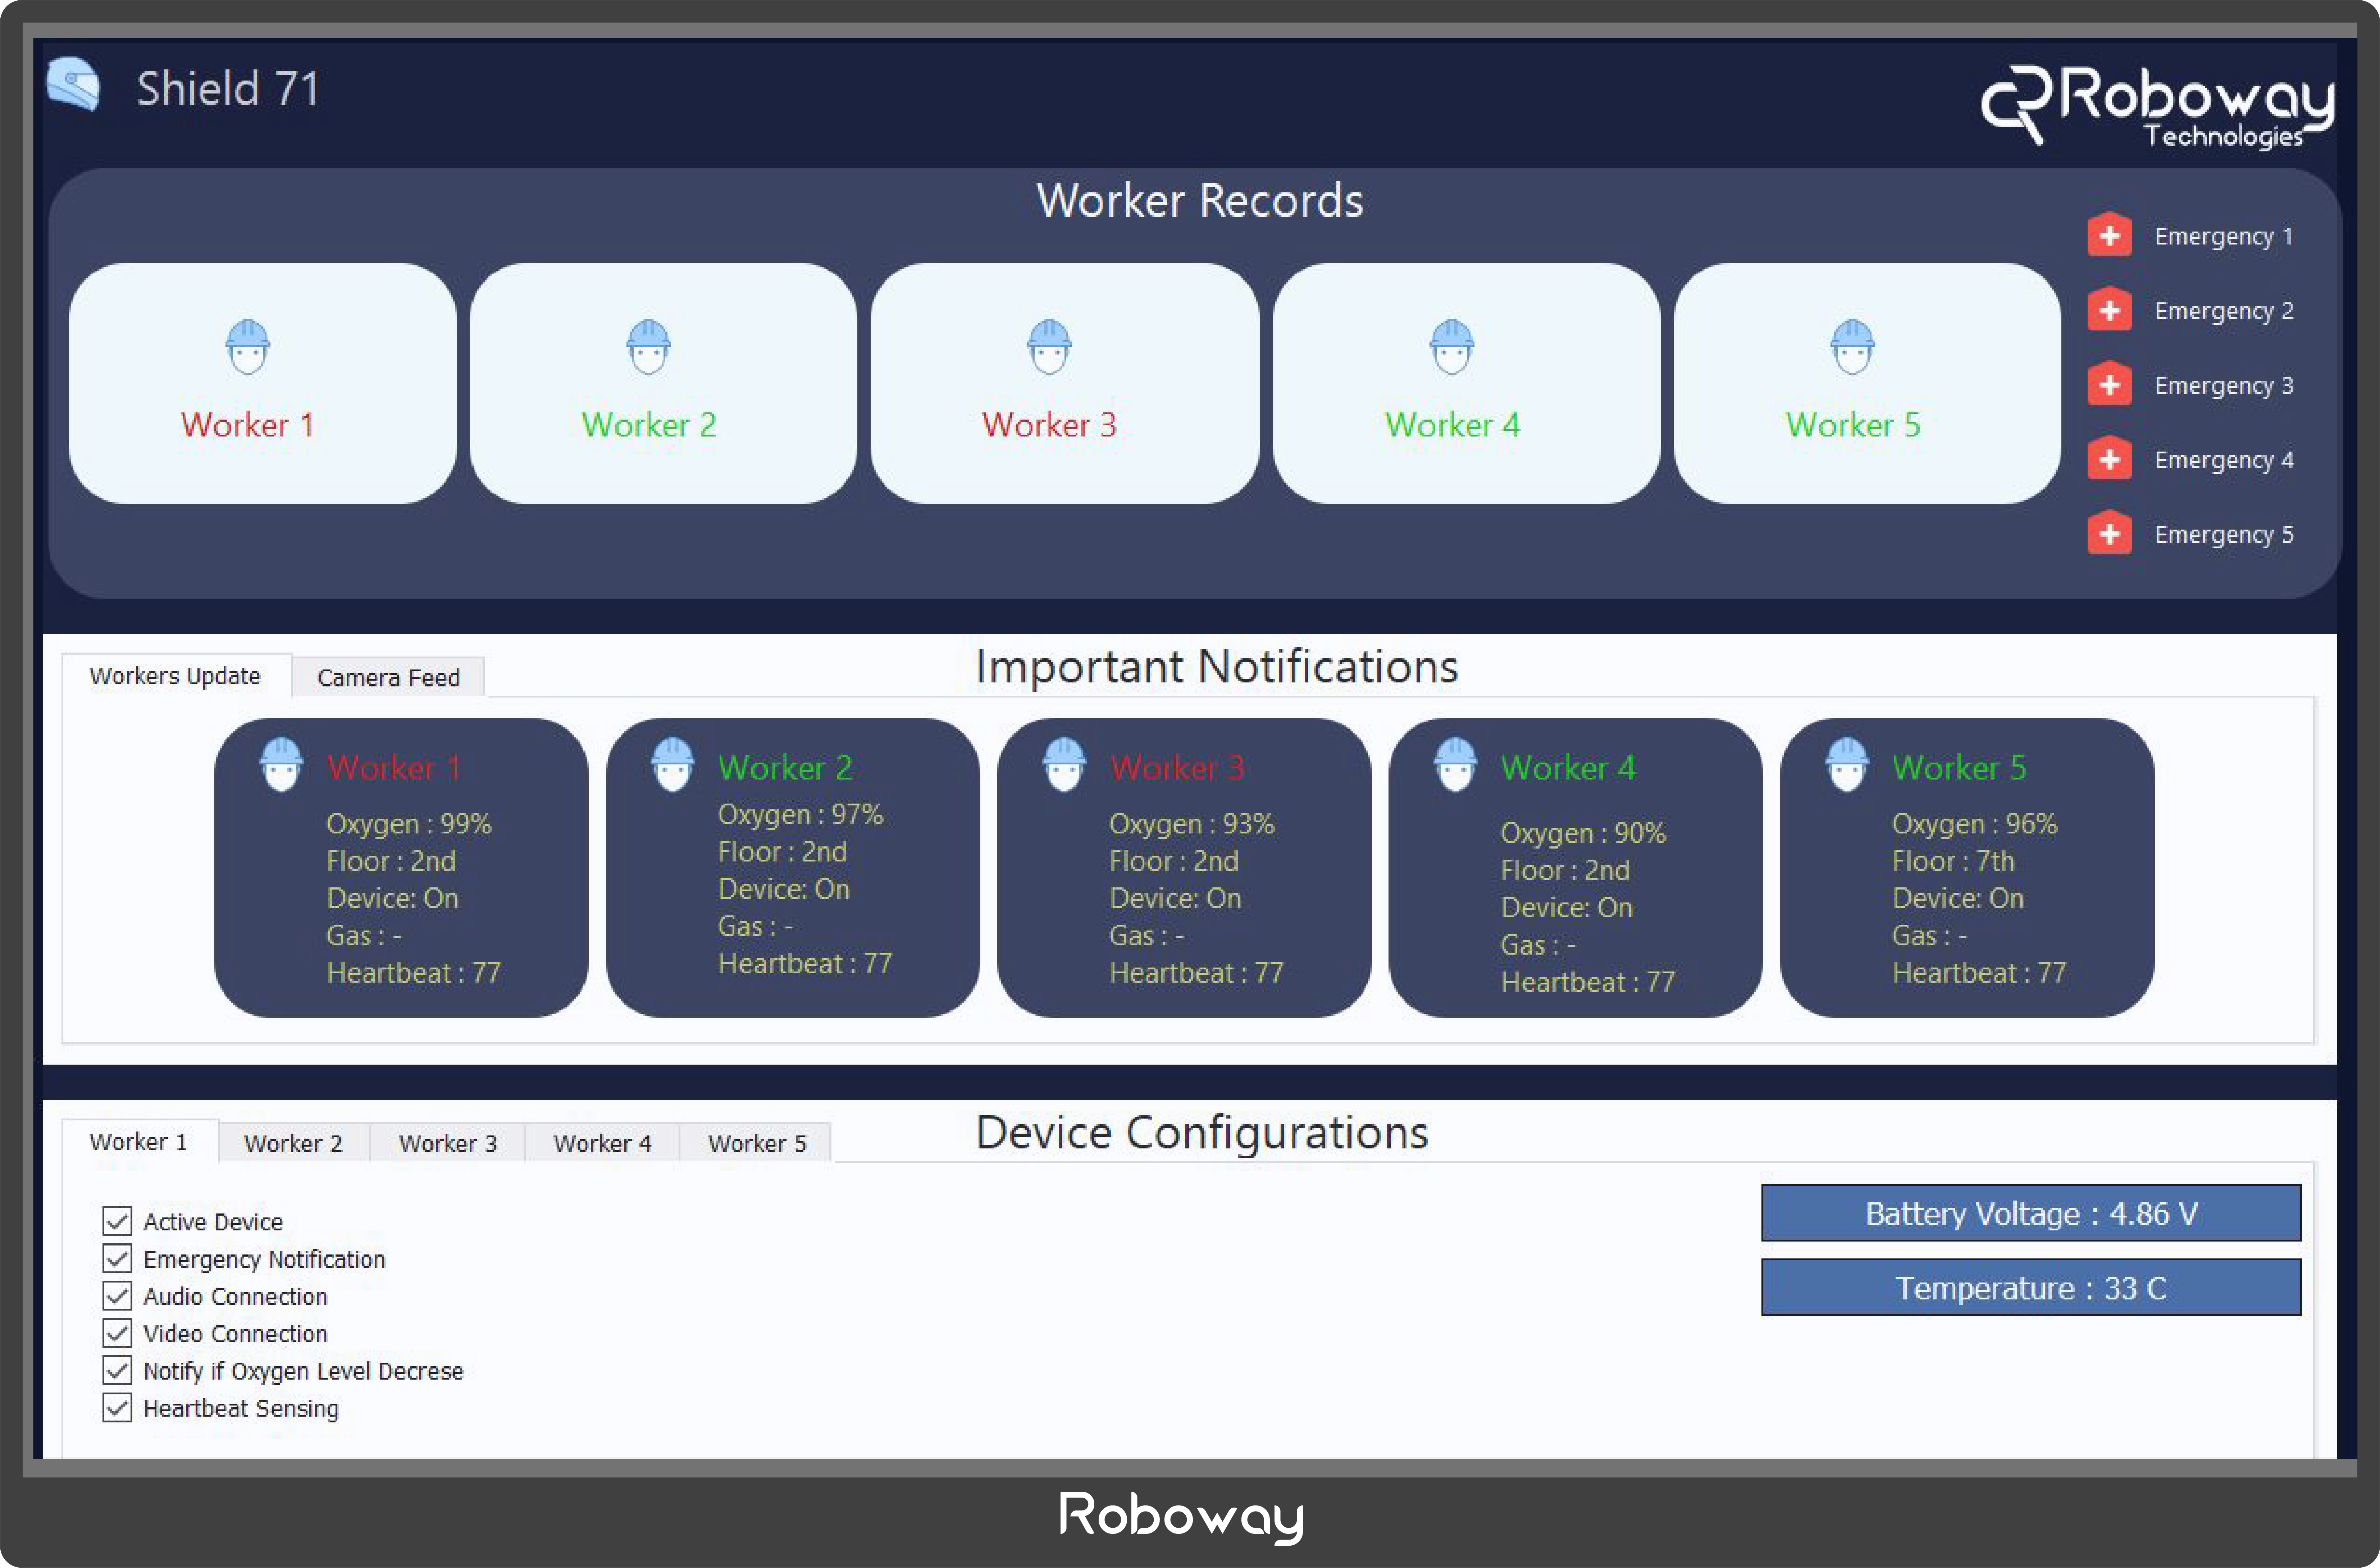 Shield 71
Roboway
Technologies
Worker Records
Worker 1
Worker 2
Worker 3
Worker 4
Worker 5
Emergency 1
Emergency 2
Emergency 3
Emergency 4
Emergency 5
Workers Update
Camera Feed
Important Notifications
Worker 1
Oxygen : 99%
Floor : 2nd
Device: On
Gas : -
Heartbeat : 77
Worker 2
Oxygen : 97%
Floor : 2nd
Device: On
Gas : -
Heartbeat : 77
Worker 3
Oxygen : 93%
Floor : 2nd
Device: On
Gas : -
Heartbeat : 77
Worker 4
Oxygen : 90%
Floor : 2nd
Device: On
Gas : -
Heartbeat : 77
Worker 5
Oxygen : 96%
Floor : 7th
Device: On
Gas : -
Heartbeat : 77
Worker 1
Worker 2
Worker 3
Worker 4
Worker 5
Device Configurations
Active Device
Emergency Notification
Audio Connection
Video Connection
Notify if Oxygen Level Decrese
Heartbeat Sensing
Battery Voltage : 4.86 V
Temperature : 33 C
Roboway